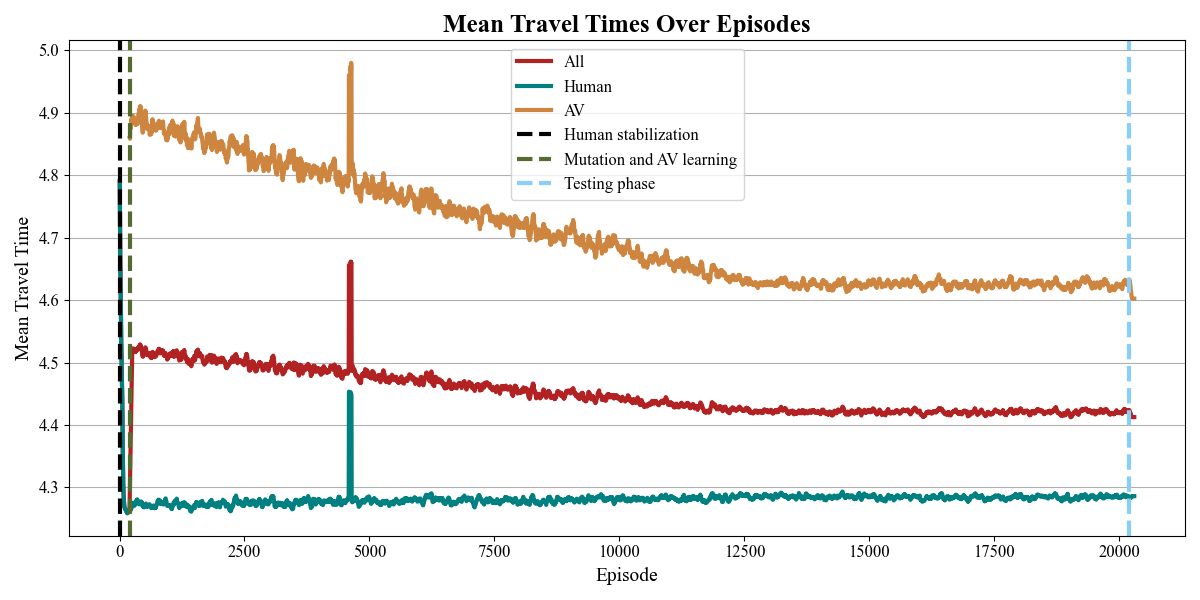 Mean Travel Times Over Episodes
Mean Travel Time
5.0
4.9
4.8
4.7
4.6
4.5
4.4
4.3
All
Human
AV
Human stabilization
Mutation and AV learning
Testing phase
0 2500 5000 7500 10000 12500 15000 17500 20000
Episode